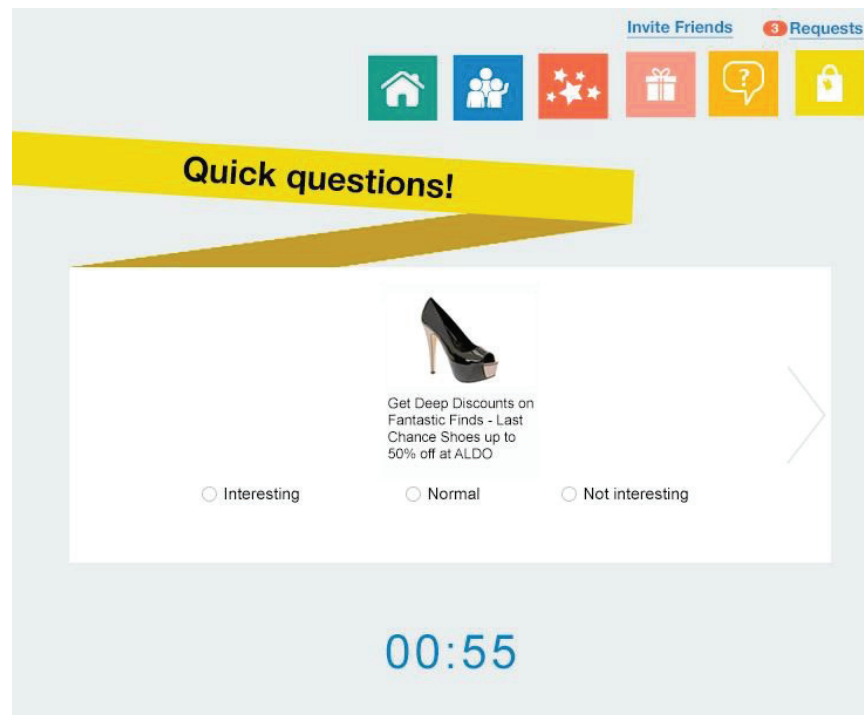 Invite Friends
3 Requests
?
Quick questions!
Get Deep Discounts on
Fantastic Finds - Last
Chance Shoes up to
50% off at ALDO
Interesting
Normal
Not interesting
00:55